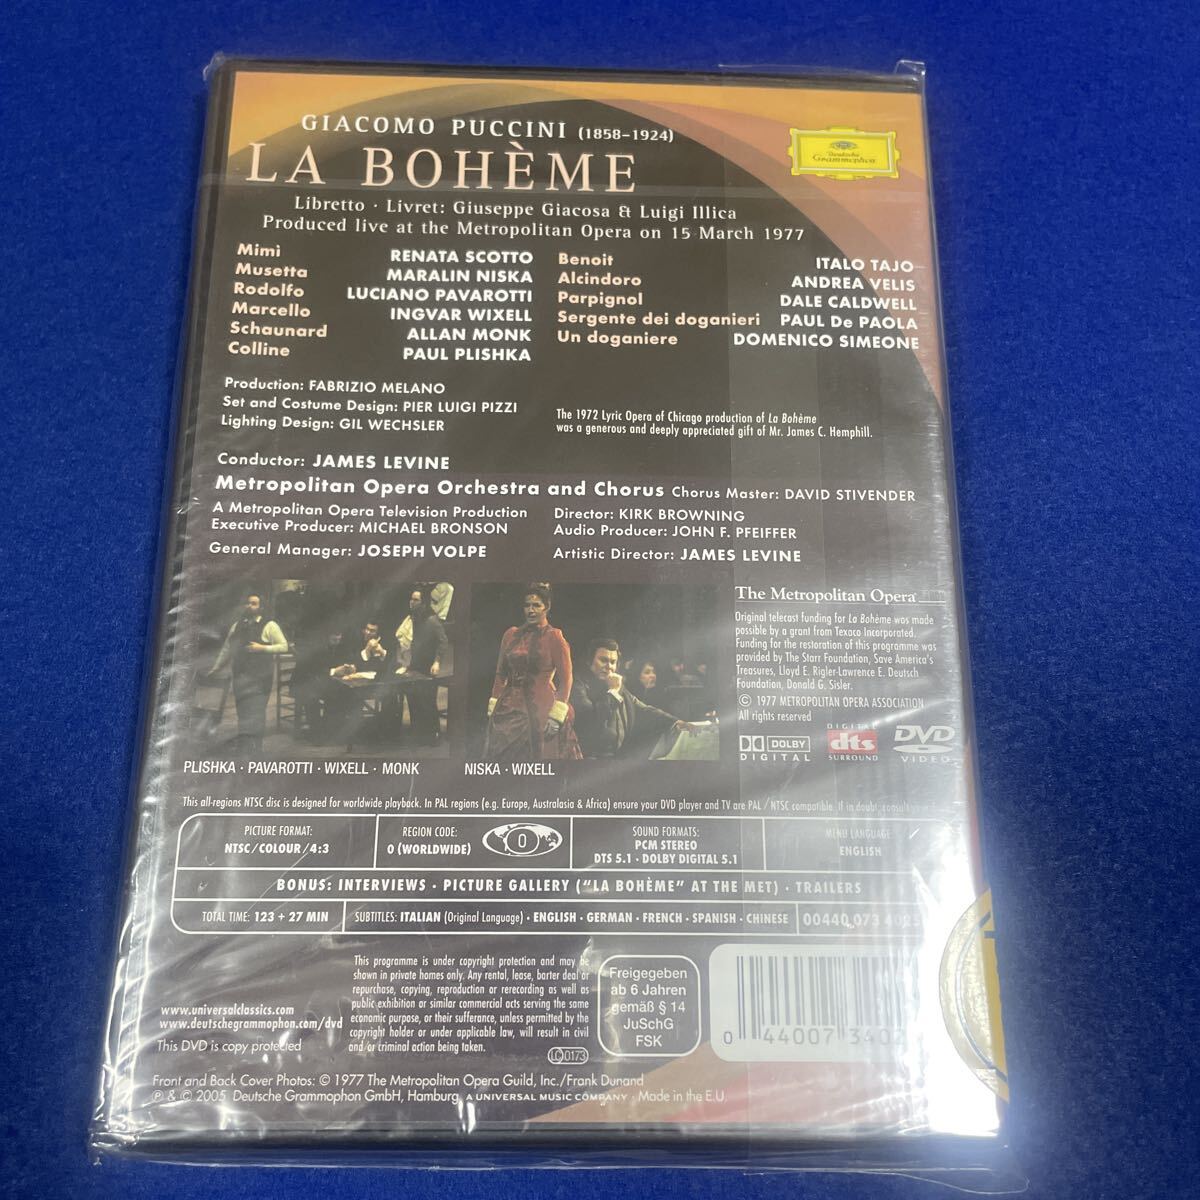 GIACOMO PUCCINI (1858–1924)
LA BOHÈME
Deutsche
Grammophon
Libretto · Livret: Giuseppe Giacosa & Luigi Illica
Produced live at the Metropolitan Opera on 15 March 1977
Mimì RENATA SCOTTO
Musetta MARALIN NISKA
Rodolfo LUCIANO PAVAROTTI
Marcello INGVAR WIXELL
Schaunard ALLAN MONK
Colline PAUL PLISHKA
Benoit ITALO TAJO
Alcindoro ANDREA VELIS
Parpignol DALE CALDWELL
Sergente dei doganieri PAUL De PAOLA
Un doganiere DOMENICO SIMEONE
Production: FABRIZIO MELANO
Set and Costume Design: PIER LUIGI PIZZI
Lighting Design: GIL WECHSLER
The 1972 Lyric Opera of Chicago production of La Bohème
was a generous and deeply appreciated gift of Mr. James C. Hemphill.
Conductor: JAMES LEVINE
Metropolitan Opera Orchestra and Chorus Chorus Master: DAVID STIVENDER
A Metropolitan Opera Television Production
Executive Producer: MICHAEL BRONSON
Director: KIRK BROWNING
Audio Producer: JOHN F. PFEIFFER
General Manager: JOSEPH VOLPE
Artistic Director: JAMES LEVINE
The Metropolitan Opera
Original telecast funding for La Bohème was made
possible by a grant from Texaco Incorporated.
Funding for the restoration of this programme was
provided by The Starr Foundation, Save America's
Treasures, Lloyd E. Rigler-Lawrence E. Deutsch
Foundation, Donald G. Sisler.
© 1977 METROPOLITAN OPERA ASSOCIATION
All rights reserved
DOLBY
DIGITAL
DIGITAL
dts
SURROUND
DVD
VIDEO
PLISHKA · PAVAROTTI · WIXELL · MONK
NISKA · WIXELL
This all-regions NTSC disc is designed for worldwide playback. In PAL regions (e.g. Europe, Australasia & Africa) ensure your DVD player and TV are PAL / NTSC compatible. If in doubt, consult your
PICTURE FORMAT:
NTSC/COLOUR/4:3
REGION CODE:
0 (WORLDWIDE)
0
SOUND FORMATS:
PCM STEREO
DTS 5.1 · DOLBY DIGITAL 5.1
MENU LANGUAGE
ENGLISH
BONUS: INTERVIEWS · PICTURE GALLERY ("LA BOHÈME" AT THE MET) · TRAILERS
TOTAL TIME: 123 + 27 MIN
SUBTITLES: ITALIAN (Original Language) · ENGLISH · GERMAN · FRENCH · SPANISH · CHINESE
00440 073 4025
This programme is under copyright protection and may be
shown in private homes only. Any rental, lease, barter deal or
repurchase, copying, reproduction or rerecording as well as
public exhibition or similar commercial acts serving the same
economic purpose, or their sufferance, unless permitted by the
copyright holder or under applicable law, will result in civil
and/or criminal action being taken.
www.universalclassics.com
www.deutschegrammophon.com/dvd
This DVD is copy protected
LC 0173
Freigegeben
ab 6 Jahren
gemäß § 14
JuSchG
FSK
0 44007 3402
Front and Back Cover Photos: © 1977 The Metropolitan Opera Guild, Inc./Frank Dunand
℗ & © 2005 Deutsche Grammophon GmbH, Hamburg A UNIVERSAL MUSIC COMPANY · Made in the E.U.